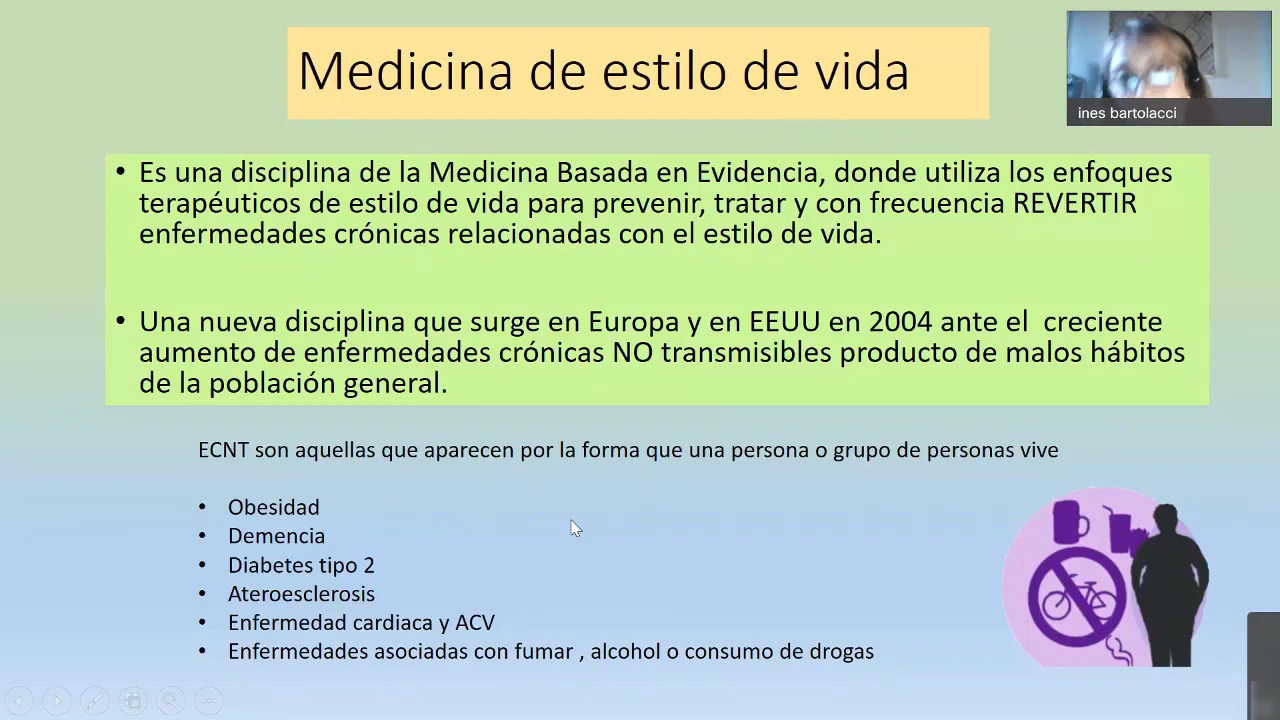 Medicina de estilo de vida
ines bartolacci
• Es una disciplina de la Medicina Basada en Evidencia, donde utiliza los enfoques
terapéuticos de estilo de vida para prevenir, tratar y con frecuencia REVERTIR
enfermedades crónicas relacionadas con el estilo de vida.
• Una nueva disciplina que surge en Europa y en EEUU en 2004 ante el creciente
aumento de enfermedades crónicas NO transmisibles producto de malos hábitos
de la población general.
ECNT son aquellas que aparecen por la forma que una persona o grupo de personas vive
• Obesidad
• Demencia
• Diabetes tipo 2
• Ateroesclerosis
• Enfermedad cardiaca y ACV
• Enfermedades asociadas con fumar , alcohol o consumo de drogas